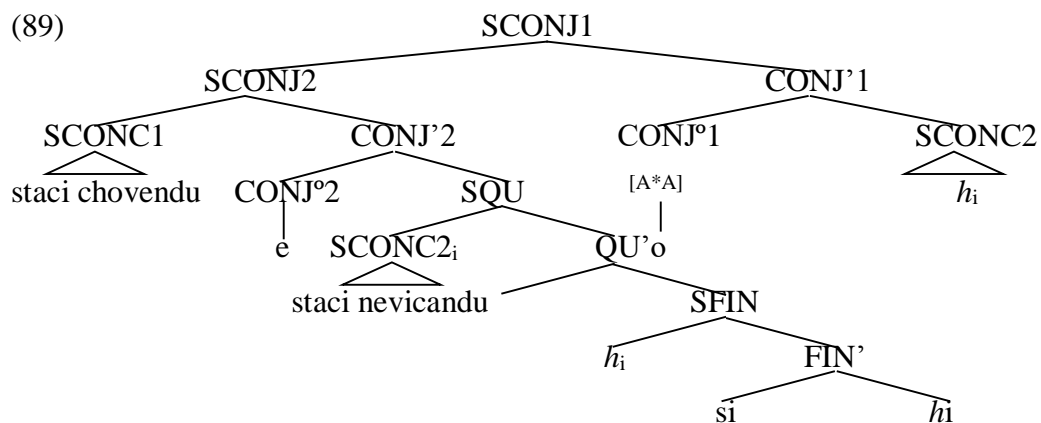 (89) SCONJ1
SCONJ2 CONJ’1
SCONC1 CONJ’2 CONJº1 SCONC2
staci chovendu CONJº2 SQU [A*A] hi
e SCONC2i QU’o
staci nevicandu SFIN
hi FIN’
si hi